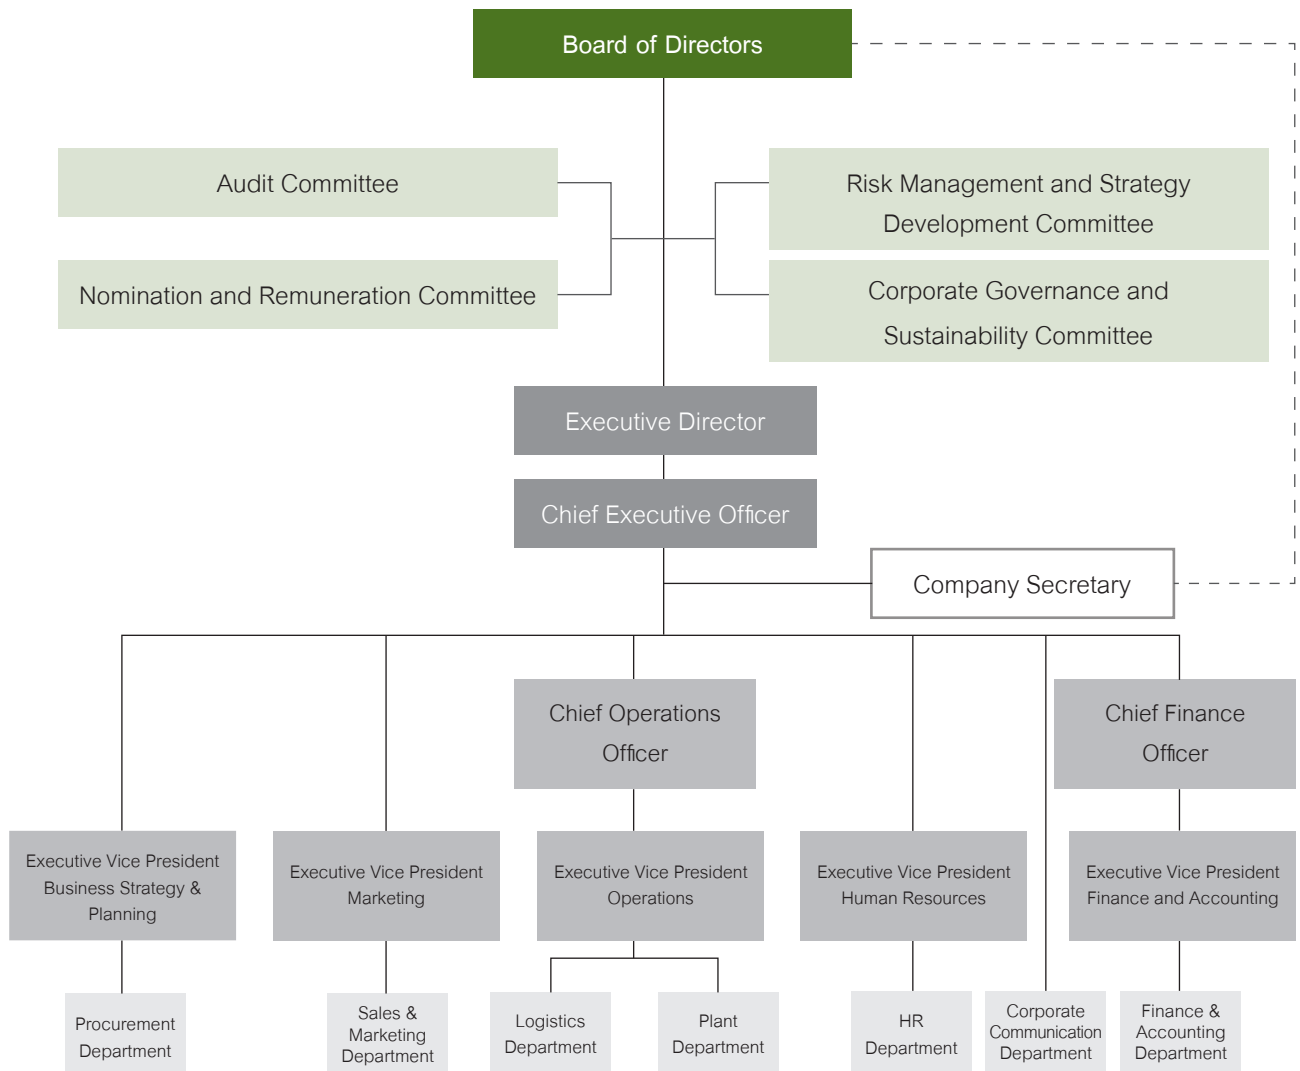 Board of Directors
Audit Committee
Risk Management and Strategy
Development Committee
Nomination and Remuneration Committee
Corporate Governance and
Sustainability Committee
Executive Director
Chief Executive Officer
Company Secretary
Chief Operations
Officer
Chief Finance
Officer
Executive Vice President
Business Strategy &
Planning
Executive Vice President
Marketing
Executive Vice President
Operations
Executive Vice President
Human Resources
Executive Vice President
Finance and Accounting
Procurement
Department
Sales &
Marketing
Department
Logistics
Department
Plant
Department
HR
Department
Corporate
Communication
Department
Finance &
Accounting
Department